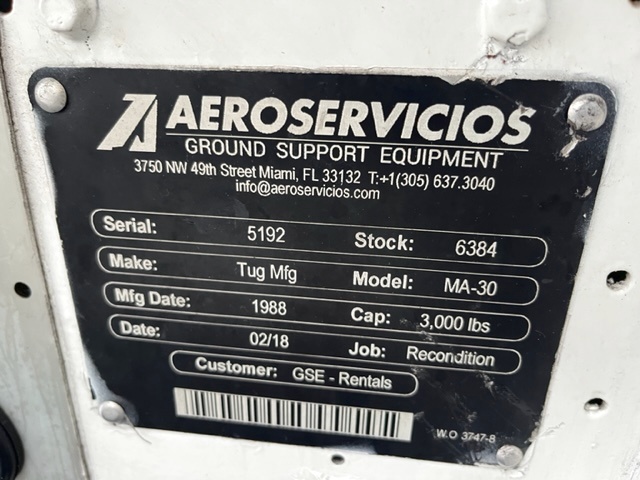 AEROSERVICIOS
GROUND SUPPORT EQUIPMENT
3750 NW 49th Street Miami, FL 33132 T:+1(305) 637.3040
info@aeroservicios.com
Serial: 5192 Stock: 6384
Make: Tug Mfg Model: MA-30
Mfg Date: 1988 Cap: 3,000 lbs
Date: 02/18 Job: Recondition
Customer: GSE - Rentals
W.O 3747-8